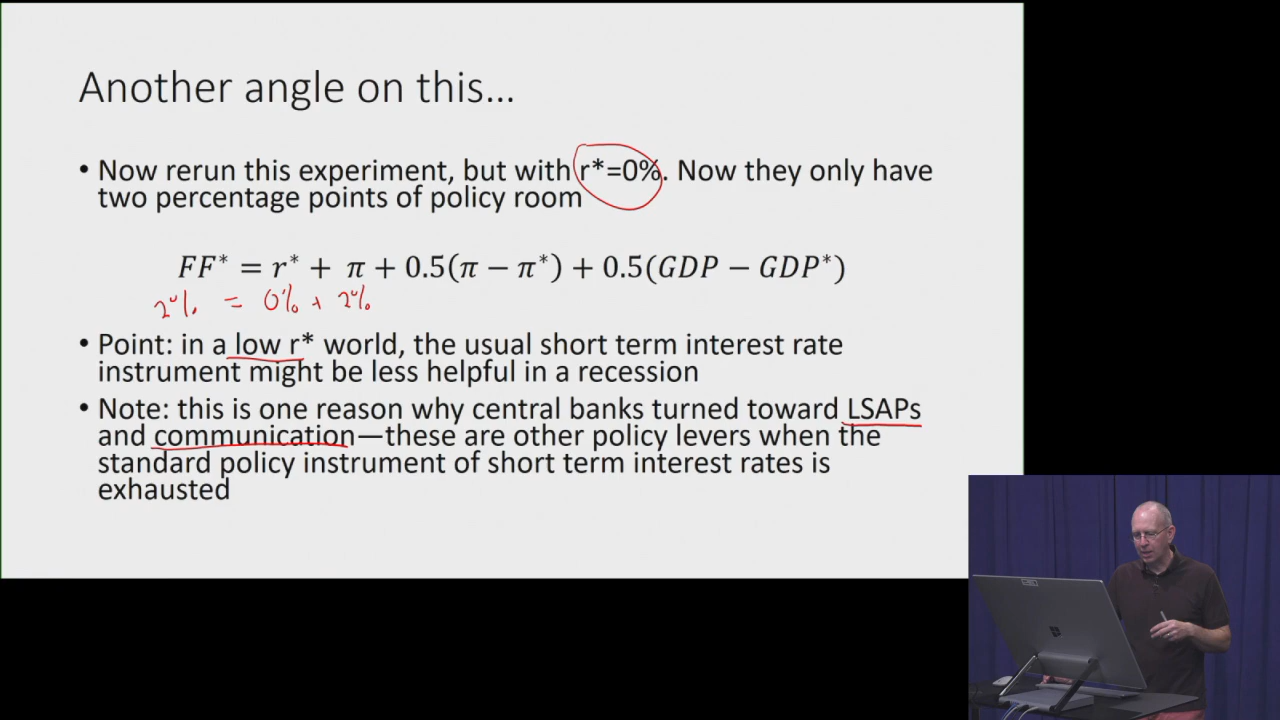 Another angle on this...
• Now rerun this experiment, but with r*=0%. Now they only have
two percentage points of policy room
FF* = r* + π + 0.5(π − π*) + 0.5(GDP − GDP*)
2% = 0% + 2%
• Point: in a low r* world, the usual short term interest rate
instrument might be less helpful in a recession
• Note: this is one reason why central banks turned toward LSAPs
and communication—these are other policy levers when the
standard policy instrument of short term interest rates is
exhausted